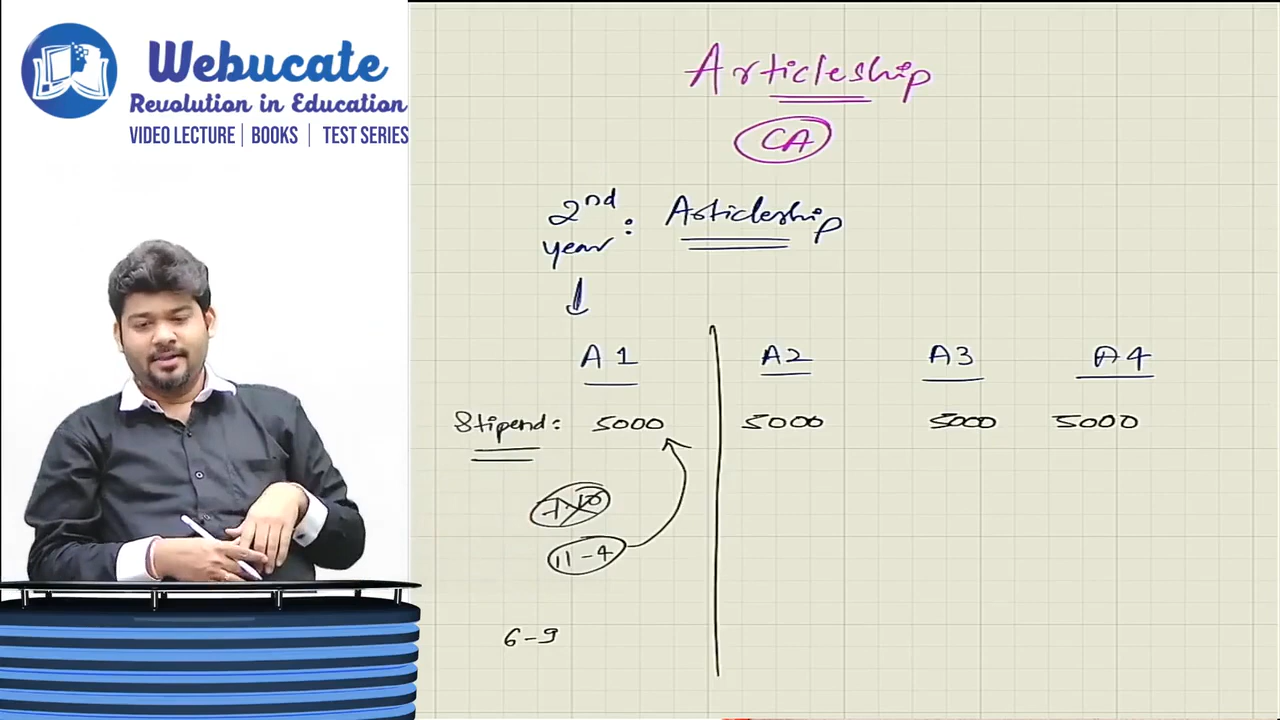 Webucate
Revolution in Education
VIDEO LECTURE | BOOKS | TEST SERIES
Articleship
CA
2nd year : Articleship
A1 A2 A3 A4
Stipend: 5000 5000 5000 5000
11-4
6-9